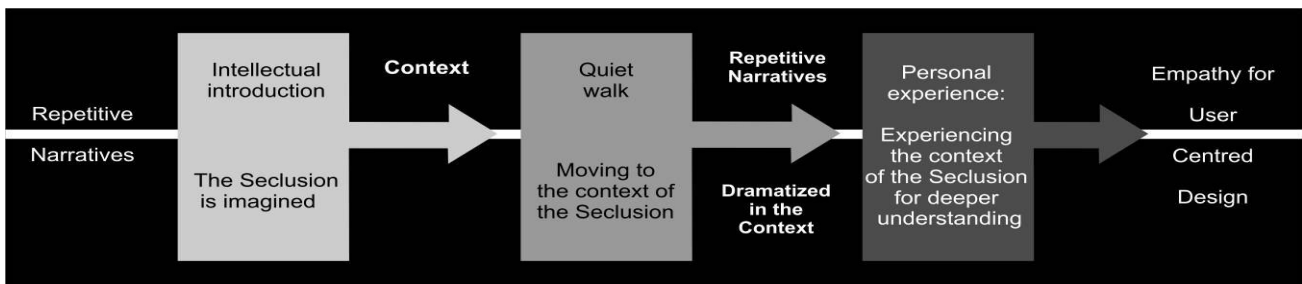 Repetitive
Narratives
Intellectual
introduction
The Seclusion
is imagined
Context
Quiet
walk
Moving to
the context of
the Seclusion
Repetitive
Narratives
Dramatized
in the
Context
Personal
experience:
Experiencing
the context
of the Seclusion
for deeper
understanding
Empathy for
User
Centred
Design